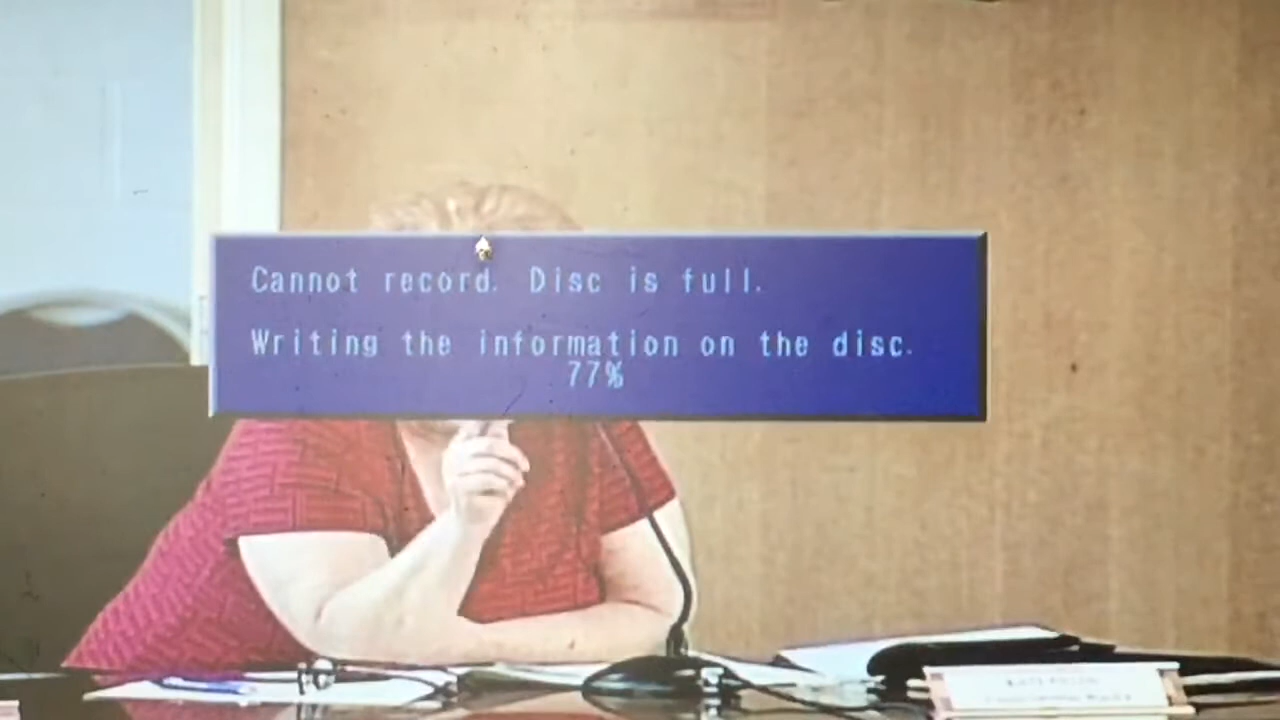 Cannot record. Disc is full.
Writing the information on the disc.
77%